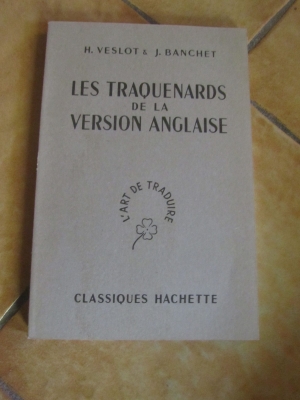 H. VESLOT & J. BANCHET
LES TRAQUENARDS
DE LA
VERSION ANGLAISE
L'ART DE TRADUIRE
CLASSIQUES HACHETTE